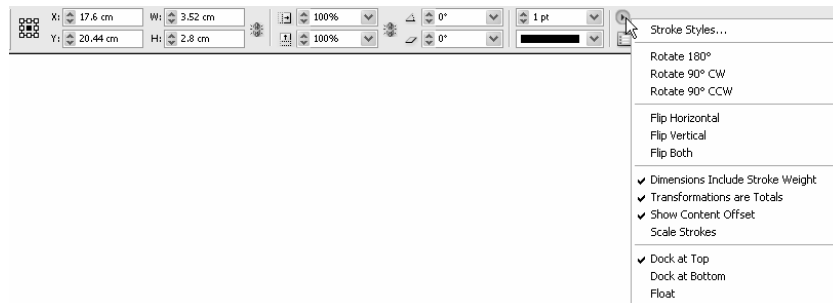 X: 17.6 cm W: 3.52 cm 100% 0° 1 pt
Y: 20.44 cm H: 2.8 cm 100% 0°
Stroke Styles...
Rotate 180°
Rotate 90° CW
Rotate 90° CCW
Flip Horizontal
Flip Vertical
Flip Both
Dimensions Include Stroke Weight
Transformations are Totals
Show Content Offset
Scale Strokes
Dock at Top
Dock at Bottom
Float